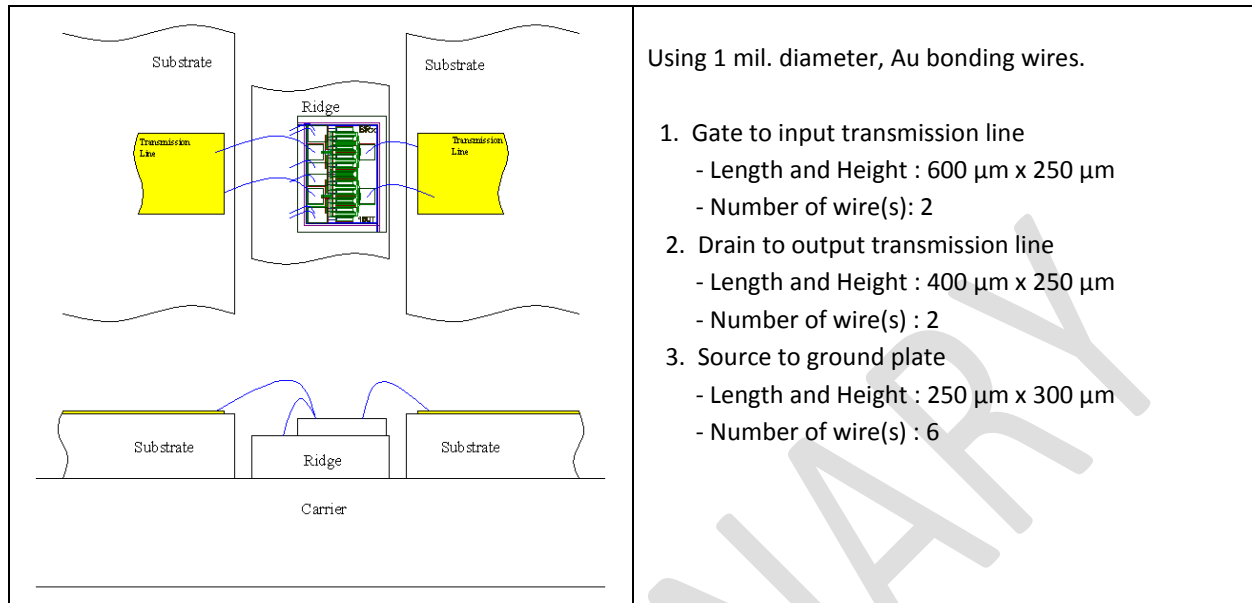 Substrate
Substrate
Ridge
Transmission
Line
Transmission
Line
Substrate
Ridge
Substrate
Carrier
Using 1 mil. diameter, Au bonding wires.
1. Gate to input transmission line
- Length and Height : 600 µm x 250 µm
- Number of wire(s): 2
2. Drain to output transmission line
- Length and Height : 400 µm x 250 µm
- Number of wire(s) : 2
3. Source to ground plate
- Length and Height : 250 µm x 300 µm
- Number of wire(s) : 6
NARY